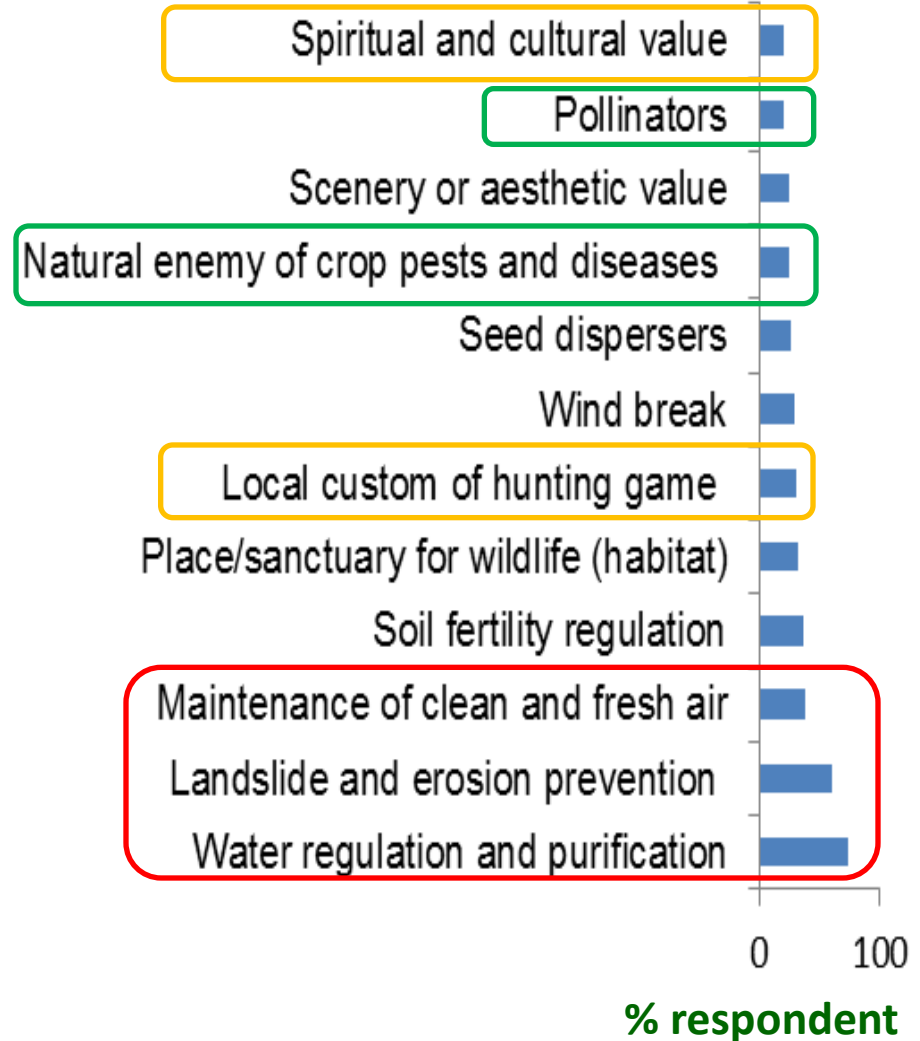 Spiritual and cultural value
Pollinators
Scenery or aesthetic value
Natural enemy of crop pests and diseases
Seed dispersers
Wind break
Local custom of hunting game
Place/sanctuary for wildlife (habitat)
Soil fertility regulation
Maintenance of clean and fresh air
Landslide and erosion prevention
Water regulation and purification
0 100
% respondent